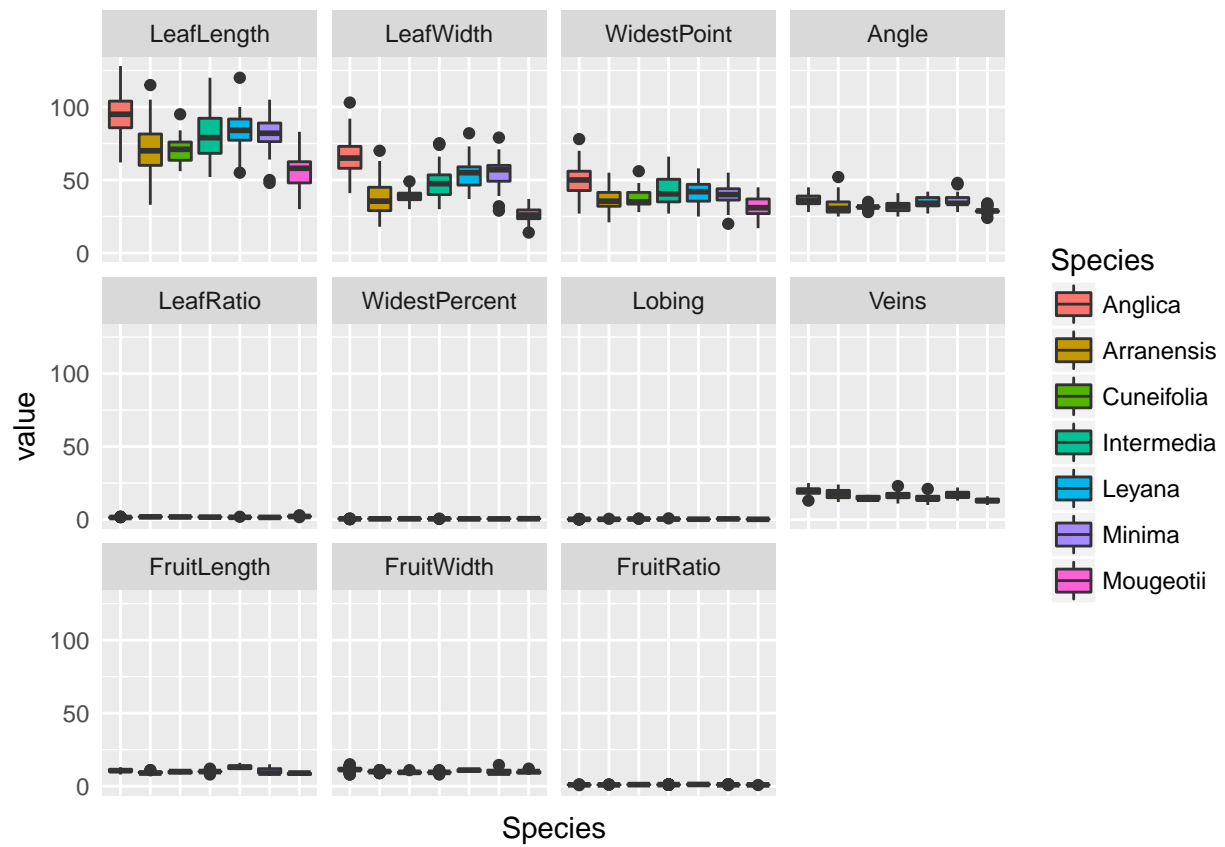 LeafLength LeafWidth WidestPoint Angle
100
50
0
LeafRatio WidestPercent Lobing Veins
100
50
0
FruitLength FruitWidth FruitRatio
100
50
0
value
Species
Species
Anglica
Arranensis
Cuneifolia
Intermedia
Leyana
Minima
Mougeotii